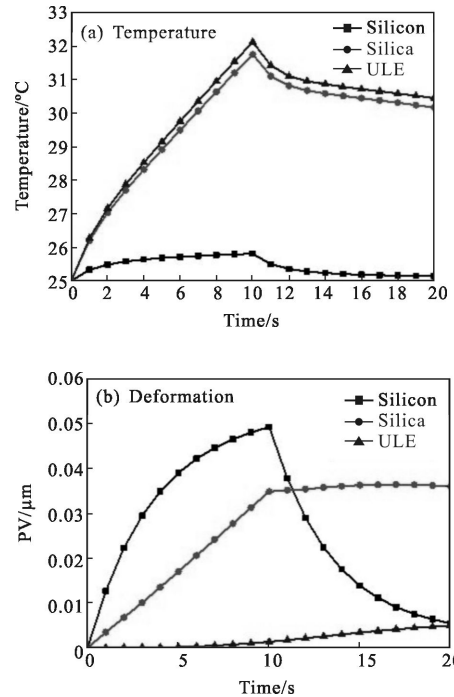 (a) Temperature
Silicon
Silica
ULE
33
32
31
30
29
28
27
26
25
Temperature/°C
0 2 4 6 8 10 12 14 16 18 20
Time/s
(b) Deformation
Silicon
Silica
ULE
0.06
0.05
0.04
0.03
0.02
0.01
0
PV/μm
0 5 10 15 20
Time/s